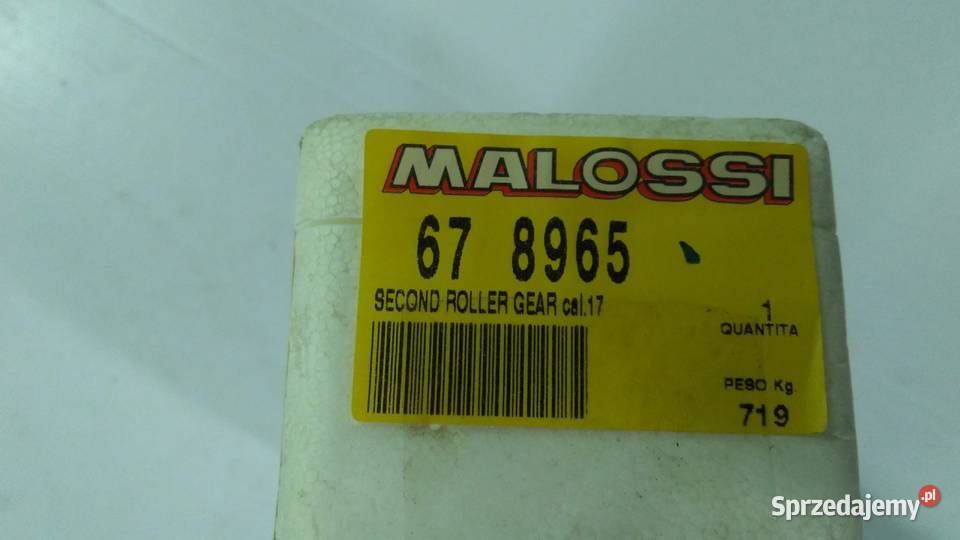 MALOSSI
67 8965
SECOND ROLLER GEAR cal.17
1
QUANTITA
PESO Kg
719
Sprzedajemy.pl